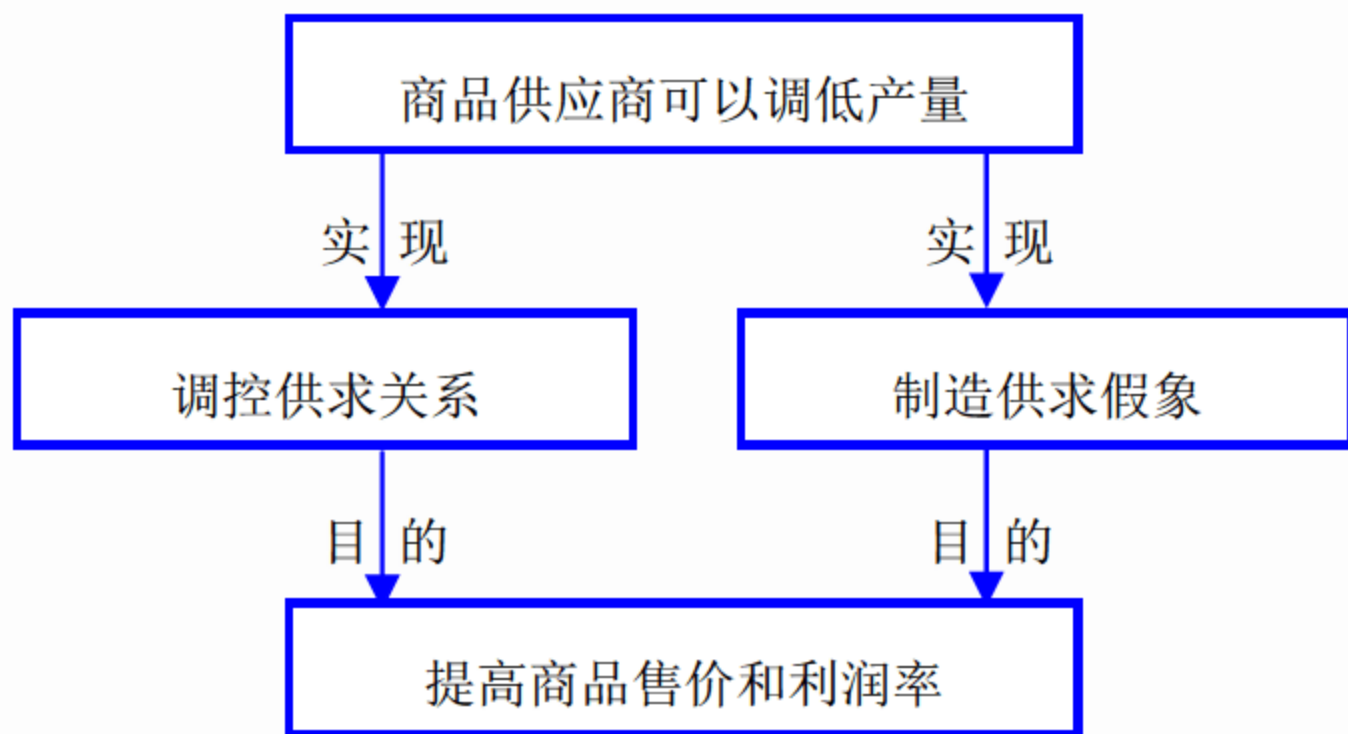 商品供应商可以调低产量
实现
实现
调控供求关系
制造供求假象
目的
目的
提高商品售价和利润率